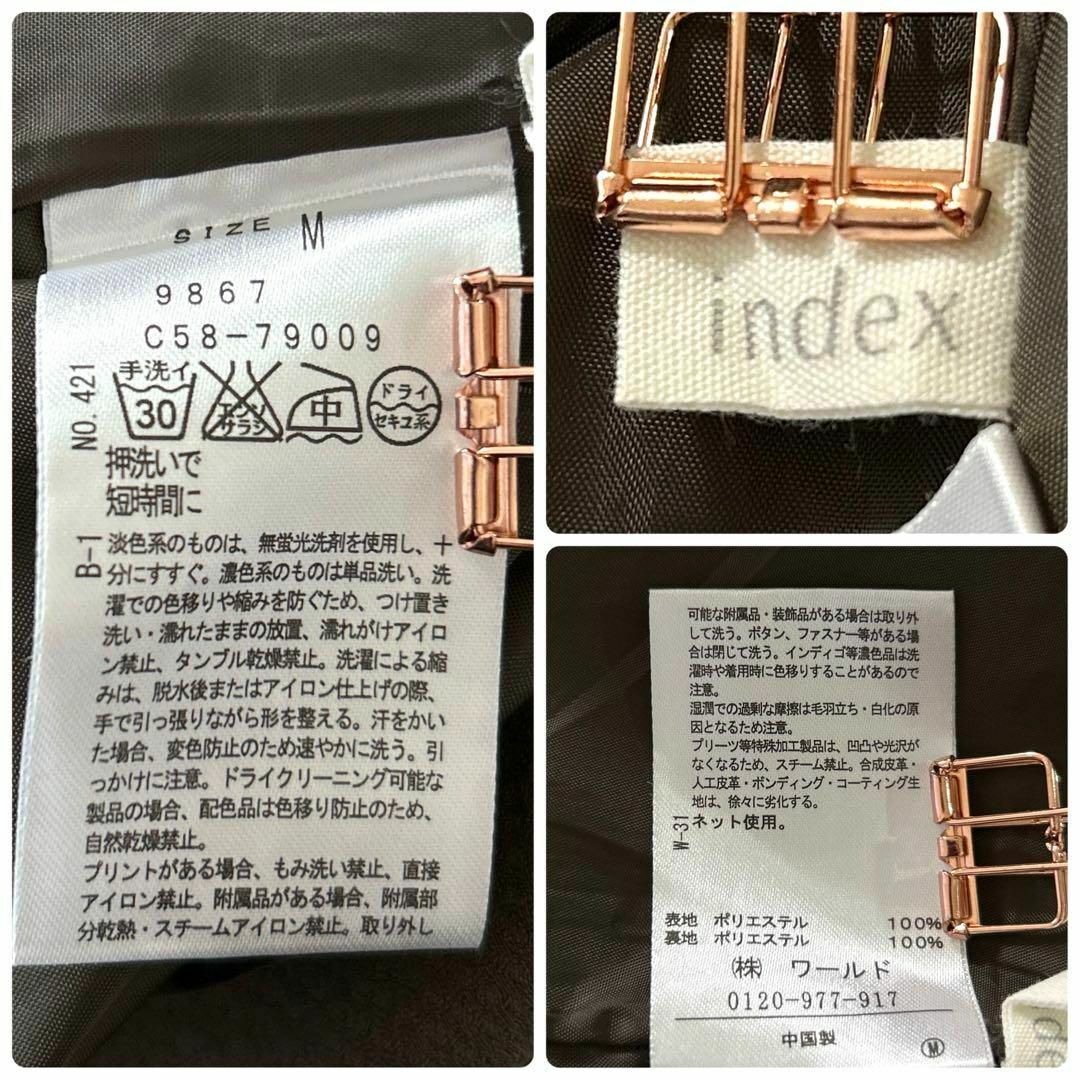 SIZE M
9867
C58-79009
NO. 421
手洗イ
30
エンソ
サラシ
中
ドライ
セキユ系
押洗いで
短時間に
B-1
淡色系のものは、無蛍光洗剤を使用し、十
分にすすぐ。濃色系のものは単品洗い。洗
濯での色移りや縮みを防ぐため、つけ置き
洗い・濡れたままの放置、濡れがけアイロ
ン禁止、タンブル乾燥禁止。洗濯による縮
みは、脱水後またはアイロン仕上げの際、
手で引っ張りながら形を整える。汗をかい
た場合、変色防止のため速やかに洗う。引
っかけに注意。ドライクリーニング可能な
製品の場合、配色品は色移り防止のため、
自然乾燥禁止。
プリントがある場合、もみ洗い禁止、直接
アイロン禁止。附属品がある場合、附属部
分乾熱・スチームアイロン禁止。取り外し
index
可能な附属品・装飾品がある場合は取り外
して洗う。ボタン、ファスナー等がある場
合は閉じて洗う。インディゴ等濃色品は洗
濯時や着用時に色移りすることがあるので
注意。
湿潤での過剰な摩擦は毛羽立ち・白化の原
因となるため注意。
プリーツ等特殊加工製品は、凹凸や光沢が
なくなるため、スチーム禁止。合成皮革・
人工皮革・ボンディング・コーティング生
地は、徐々に劣化する。
W-31
ネット使用。
表地 ポリエステル 100%
裏地 ポリエステル 100%
(株) ワールド
0120-977-917
中国製
M
de